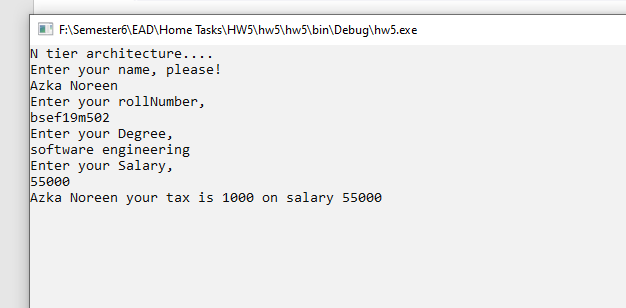 F:\Semester6\EAD\Home Tasks\HW5\hw5\hw5\bin\Debug\hw5.exe
N tier architecture....
Enter your name, please!
Azka Noreen
Enter your rollNumber,
bsef19m502
Enter your Degree,
software engineering
Enter your Salary,
55000
Azka Noreen your tax is 1000 on salary 55000